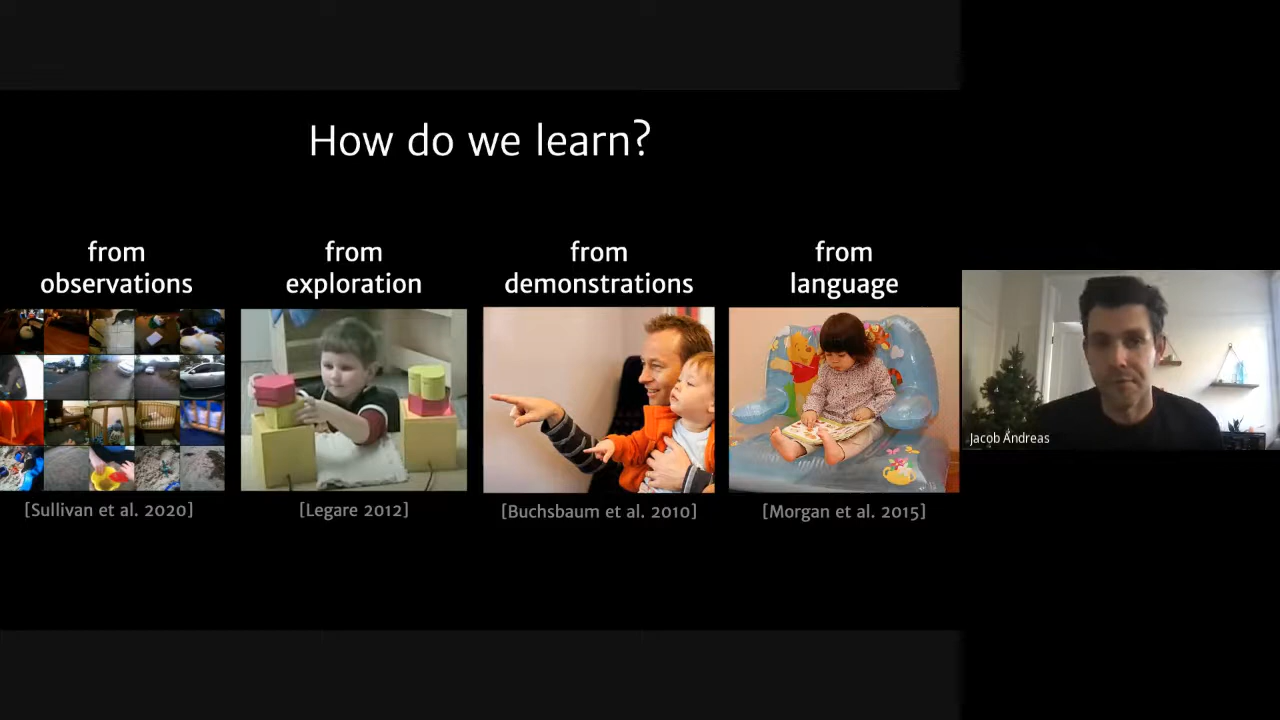 How do we learn?
from
observations
from
exploration
from
demonstrations
from
language
[Sullivan et al. 2020]
[Legare 2012]
[Buchsbaum et al. 2010]
[Morgan et al. 2015]
Jacob Andreas